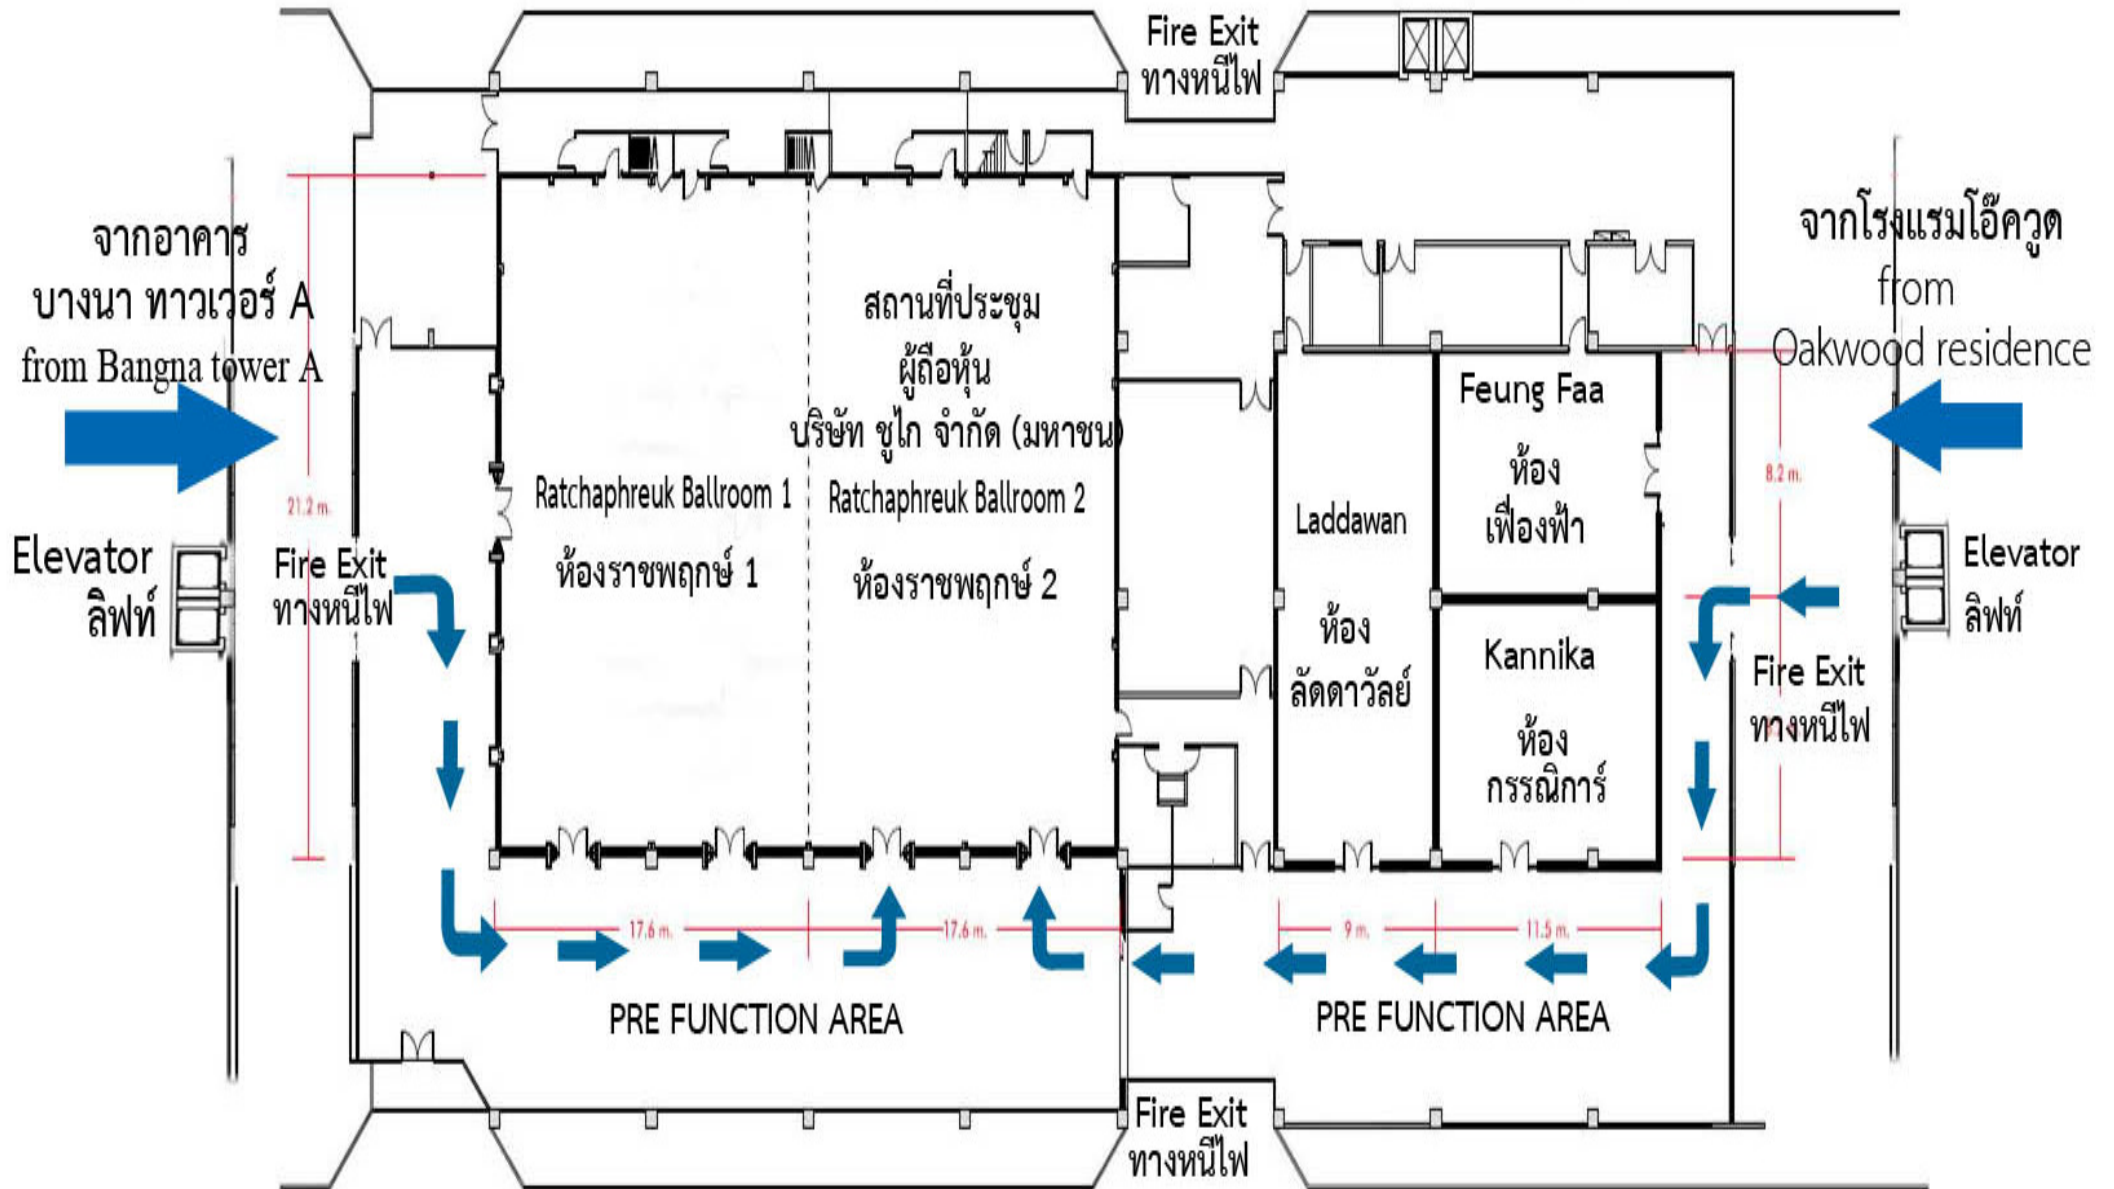 Fire Exit
ทางหนีไฟ
จากอาคาร
บางนา ทาวเวอร์ A
from Bangna tower A
สถานที่ประชุม
ผู้ถือหุ้น
บริษัท ชูไก จำกัด (มหาชน)
จากโรงแรมโอ๊ควูด
from
Oakwood residence
21.2 m.
Elevator
ลิฟท์
Fire Exit
ทางหนีไฟ
Ratchaphreuk Ballroom 1
ห้องราชพฤกษ์ 1
Ratchaphreuk Ballroom 2
ห้องราชพฤกษ์ 2
Laddawan
ห้อง
ลัดดาวัลย์
Feung Faa
ห้อง
เฟื่องฟ้า
Kannika
ห้อง
กรรณิการ์
8.2 m.
Elevator
ลิฟท์
Fire Exit
ทางหนีไฟ
17.6 m.
17.6 m.
9 m.
11.5 m.
PRE FUNCTION AREA
PRE FUNCTION AREA
Fire Exit
ทางหนีไฟ